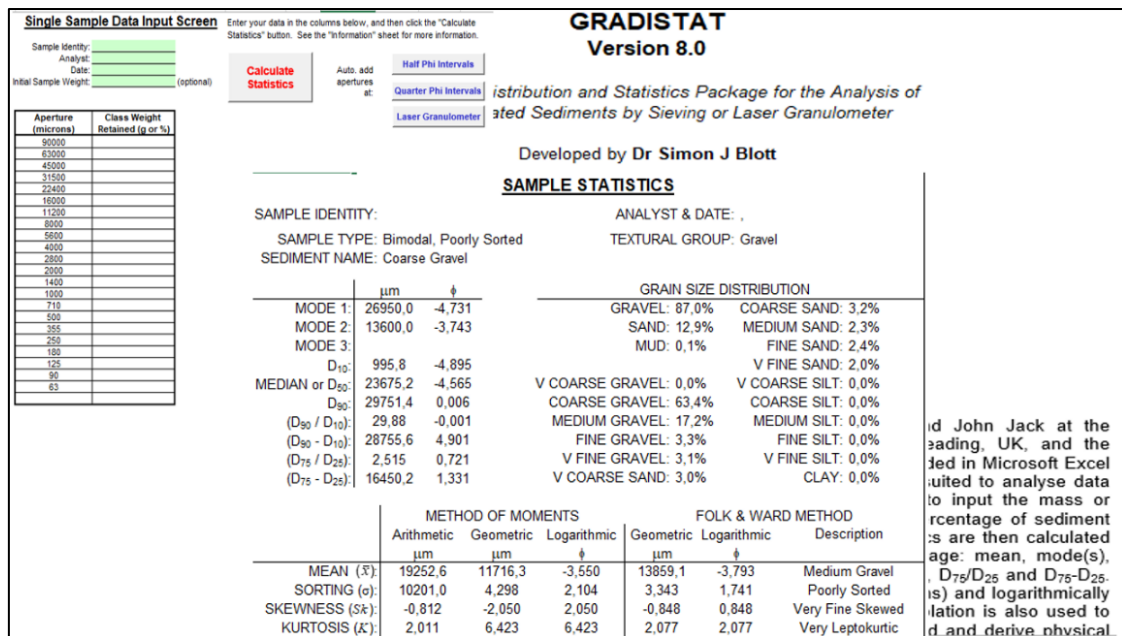 Single Sample Data Input Screen
Enter your data in the columns below, and then click the "Calculate
Statistics" button. See the "Information" sheet for more information.
Sample Identity:
Analyst:
Date:
Initial Sample Weight: (optional)
Calculate
Statistics
Auto. add
apertures
at:
Half Phi Intervals
Quarter Phi Intervals
Laser Granulometer
GRADISTAT
Version 8.0
istribution and Statistics Package for the Analysis of
ated Sediments by Sieving or Laser Granulometer
Developed by Dr Simon J Blott
Aperture Class Weight
(microns) Retained (g or %)
90000
63000
45000
31500
22400
16000
11200
8000
5600
4000
2800
2000
1400
1000
710
500
355
250
180
125
90
63
SAMPLE STATISTICS
SAMPLE IDENTITY: ANALYST & DATE: ,
SAMPLE TYPE: Bimodal, Poorly Sorted TEXTURAL GROUP: Gravel
SEDIMENT NAME: Coarse Gravel
μm ϕ GRAIN SIZE DISTRIBUTION
MODE 1: 26950,0 -4,731 GRAVEL: 87,0% COARSE SAND: 3,2%
MODE 2: 13600,0 -3,743 SAND: 12,9% MEDIUM SAND: 2,3%
MODE 3: MUD: 0,1% FINE SAND: 2,4%
D10: 995,8 -4,895 V FINE SAND: 2,0%
MEDIAN or D50: 23675,2 -4,565 V COARSE GRAVEL: 0,0% V COARSE SILT: 0,0%
D90: 29751,4 0,006 COARSE GRAVEL: 63,4% COARSE SILT: 0,0%
(D90 / D10): 29,88 -0,001 MEDIUM GRAVEL: 17,2% MEDIUM SILT: 0,0%
(D90 - D10): 28755,6 4,901 FINE GRAVEL: 3,3% FINE SILT: 0,0%
(D75 / D25): 2,515 0,721 V FINE GRAVEL: 3,1% V FINE SILT: 0,0%
(D75 - D25): 16450,2 1,331 V COARSE SAND: 3,0% CLAY: 0,0%
METHOD OF MOMENTS FOLK & WARD METHOD
Arithmetic Geometric Logarithmic Geometric Logarithmic Description
μm μm ϕ μm ϕ
MEAN (x̄): 19252,6 11716,3 -3,550 13859,1 -3,793 Medium Gravel
SORTING (σ): 10201,0 4,298 2,104 3,343 1,741 Poorly Sorted
SKEWNESS (Sk): -0,812 -2,050 2,050 -0,848 0,848 Very Fine Skewed
KURTOSIS (K): 2,011 6,423 6,423 2,077 2,077 Very Leptokurtic
d John Jack at the
eading, UK, and the
ded in Microsoft Excel
suited to analyse data
to input the mass or
rcentage of sediment
cs are then calculated
age: mean, mode(s),
, D75/D25 and D75-D25.
s) and logarithmically
lation is also used to
d and derive physical